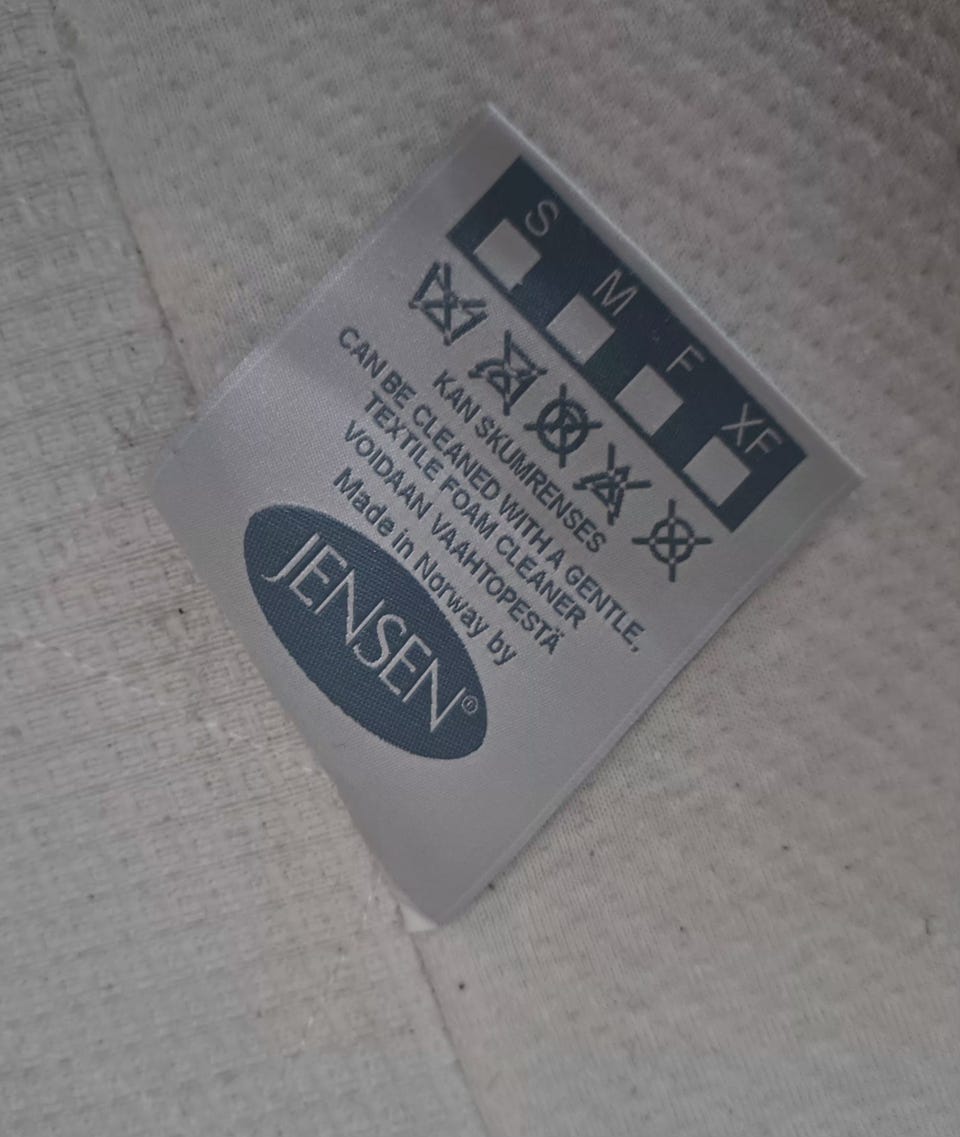 S M F XF
KAN SKUMRENSES
CAN BE CLEANED WITH A GENTLE,
TEXTILE FOAM CLEANER
VOIDAAN VAAHTOPESTÄ
Made in Norway by
JENSEN®